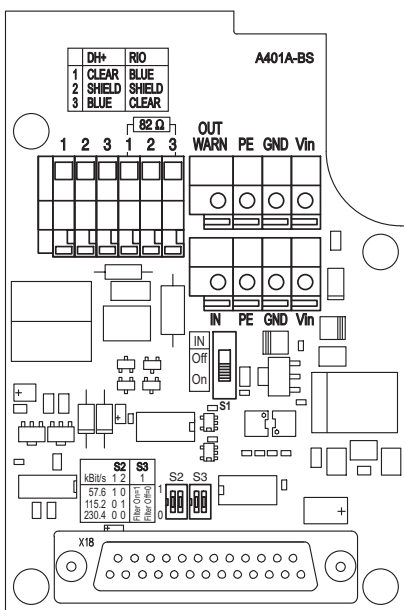 DH+ RIO
A401A-BS
1 CLEAR BLUE
2 SHIELD SHIELD
3 BLUE CLEAR
82 Ω
1 2 3 1 2 3
OUT
WARN PE GND Vin
IN PE GND Vin
IN
Off
On
S1
S2 S3
kBit/s 1 2 1
57.6 1 0
115.2 0 1
230.4 0 0
Filter On=1
Filter Off=0
S2 S3
1
0
X18